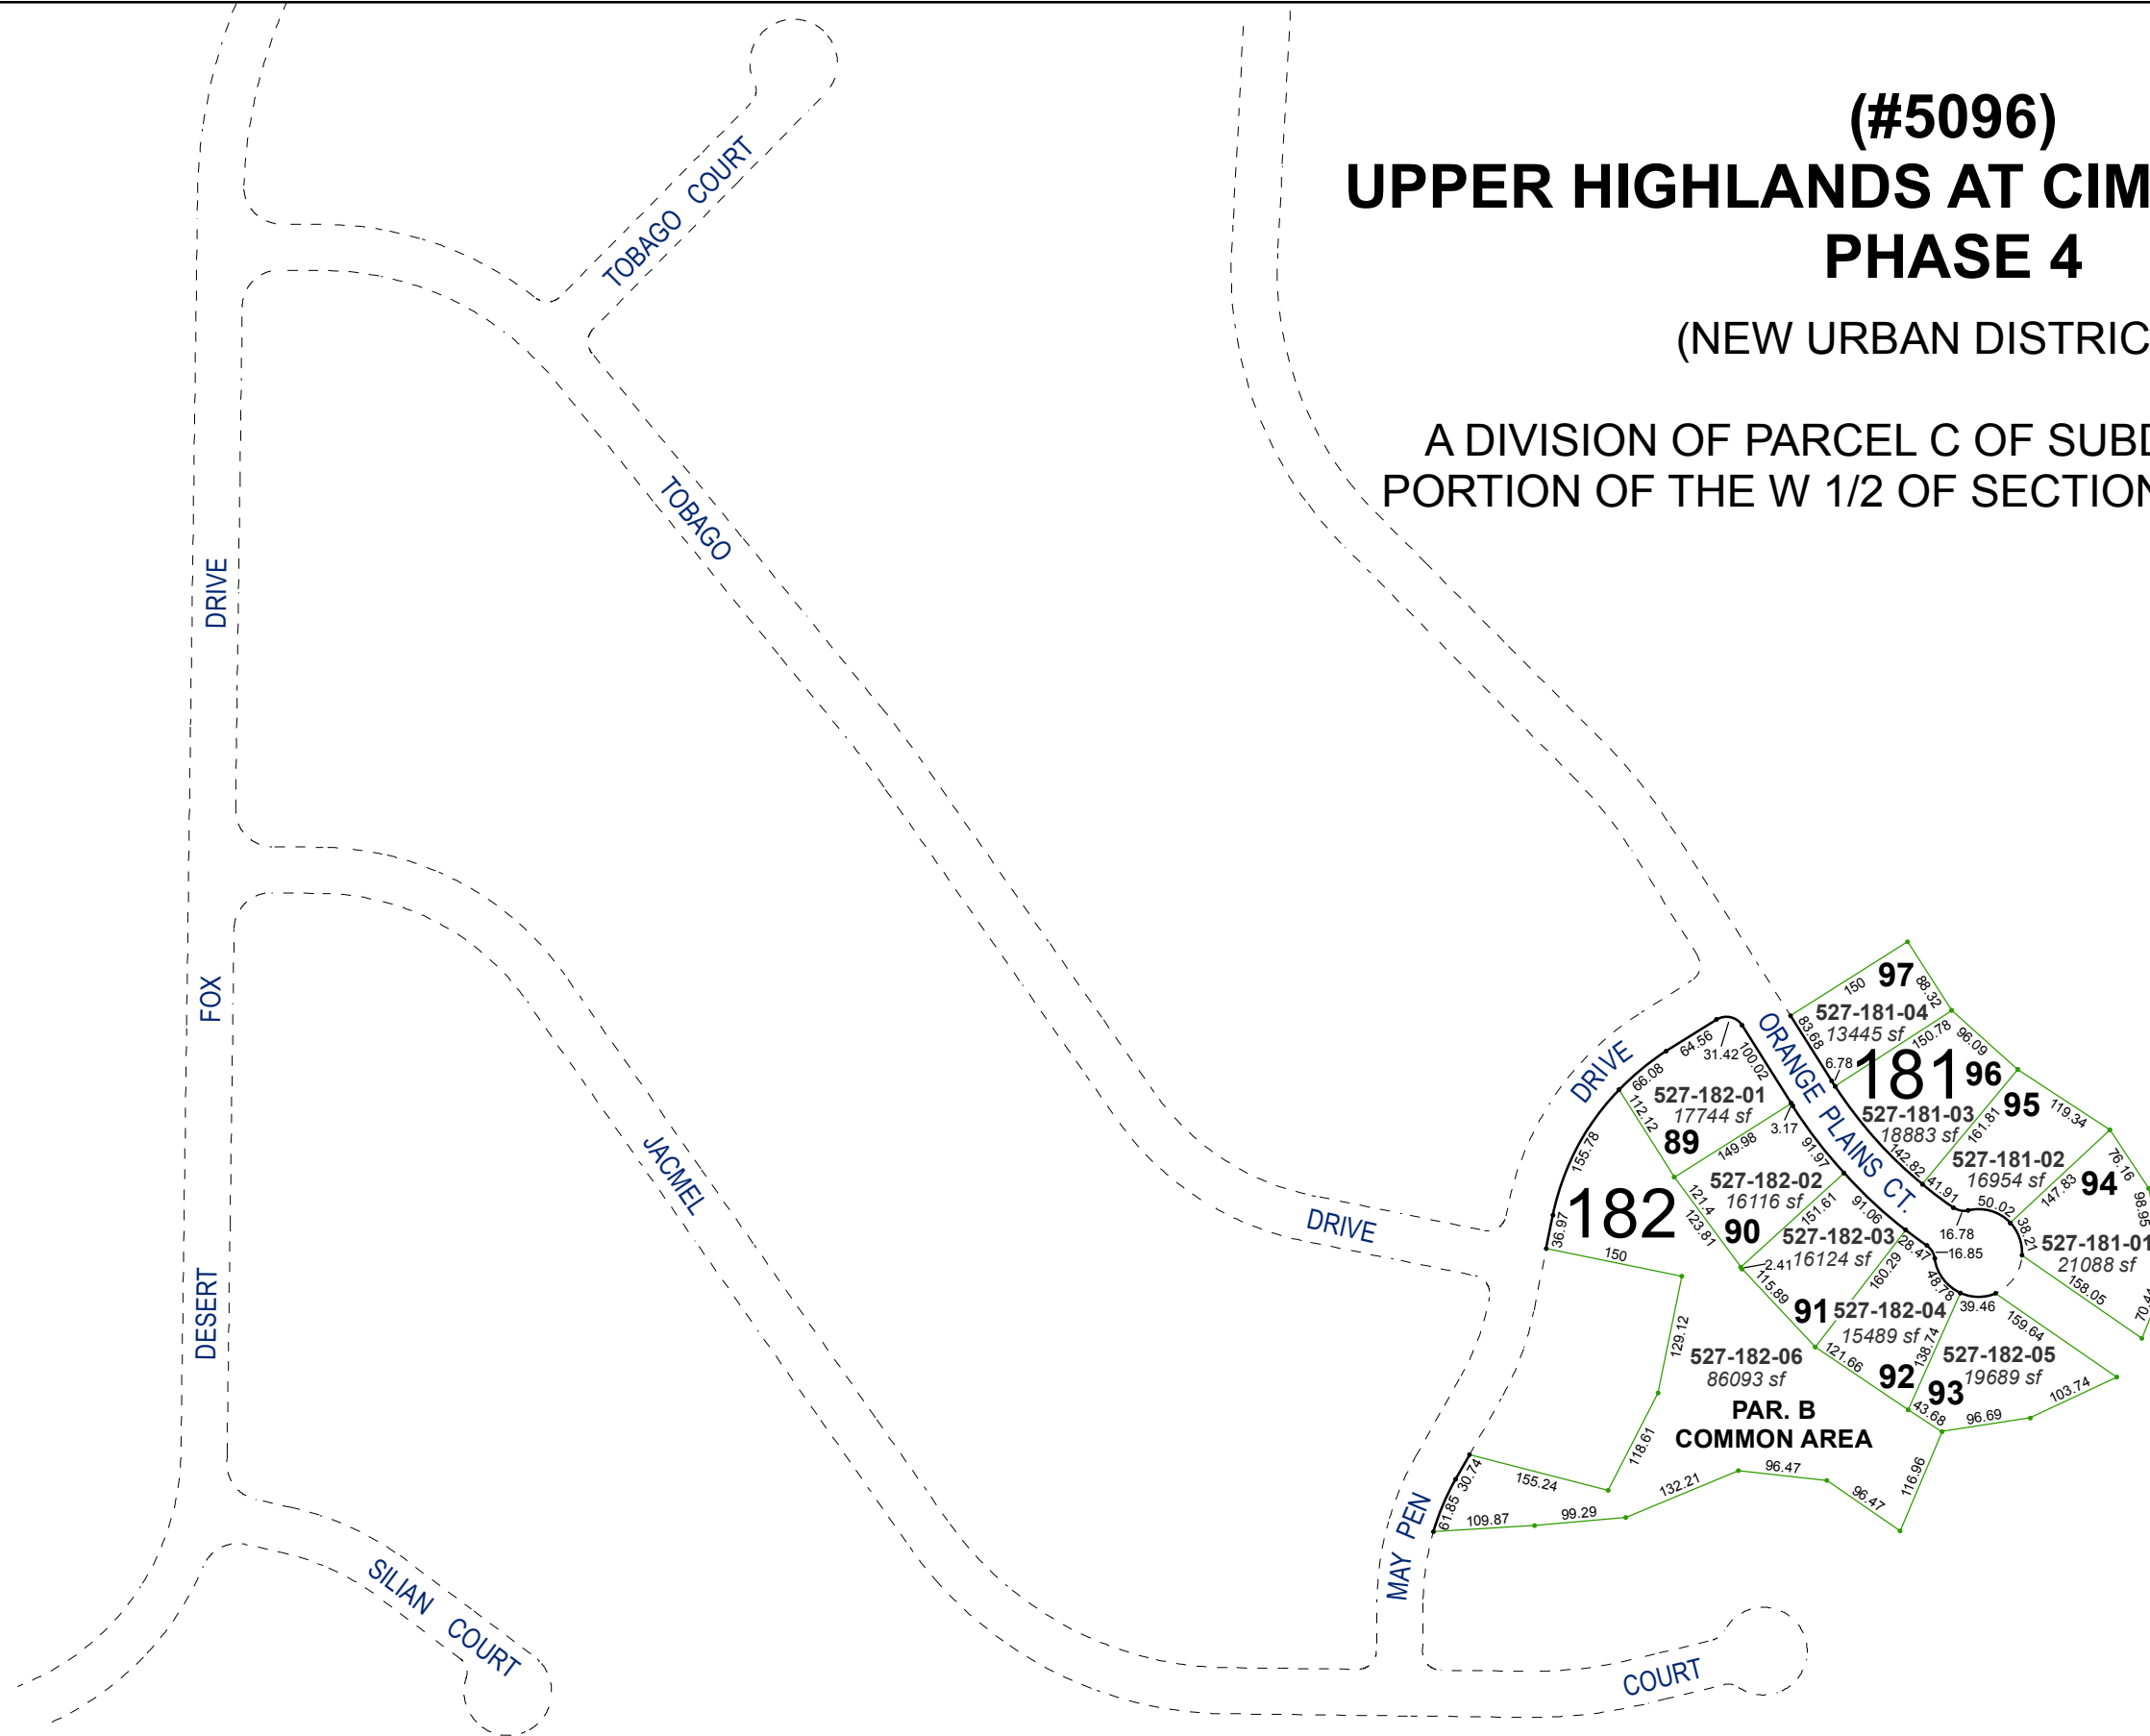 (#5096)
UPPER HIGHLANDS AT CIM
PHASE 4
(NEW URBAN DISTRIC
A DIVISION OF PARCEL C OF SUBD
PORTION OF THE W 1/2 OF SECTION
TOBAGO COURT
TOBAGO
DRIVE
DRIVE
FOX
DESERT
JACMEL
SILIAN COURT
MAY PEN
DRIVE
COURT
ORANGE PLAINS CT.
97
150
88.32
527-181-04
13445 sf
83.68
150.78
6.78
96.09
181
96
527-181-03
18883 sf
161.81
142.82
95
119.34
527-181-02
16954 sf
41.91
50.02
147.83
94
76.16
98.95
38.21
527-181-01
21088 sf
158.05
70.44
16.78
16.85
64.56
31.42
100.02
66.08
527-182-01
17744 sf
112.12
89
149.98
3.17
155.78
182
36.97
150
527-182-02
16116 sf
91.97
121.4
123.81
90
151.61
527-182-03
16124 sf
91.06
2.41
115.89
160.29
28.47
91
527-182-04
15489 sf
48.78
39.46
138.74
121.66
92
527-182-05
19689 sf
159.64
93
43.68
96.69
103.74
129.12
527-182-06
86093 sf
PAR. B
COMMON AREA
118.61
155.24
30.74
61.85
109.87
99.29
132.21
96.47
96.47
116.96